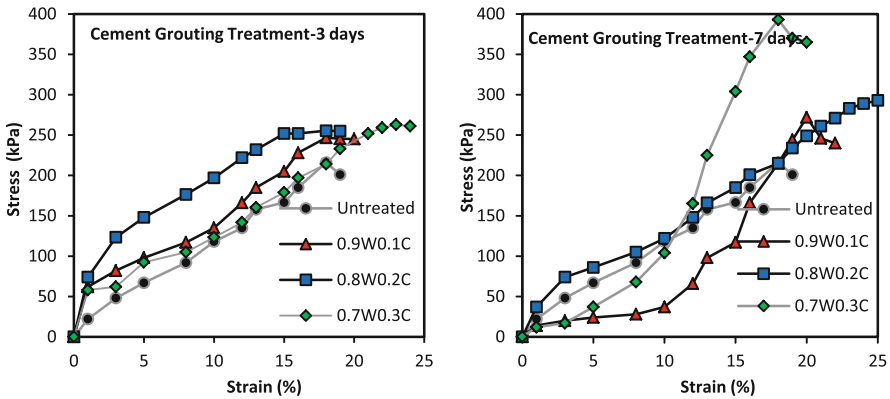 Cement Grouting Treatment-3 days
400
350
300
250
200
150
100
50
0
Stress (kPa)
0 5 10 15 20 25
Strain (%)
Untreated
0.9W0.1C
0.8W0.2C
0.7W0.3C
Cement Grouting Treatment-7 days
400
350
300
250
200
150
100
50
0
Stress (kPa)
0 5 10 15 20 25
Strain (%)
Untreated
0.9W0.1C
0.8W0.2C
0.7W0.3C